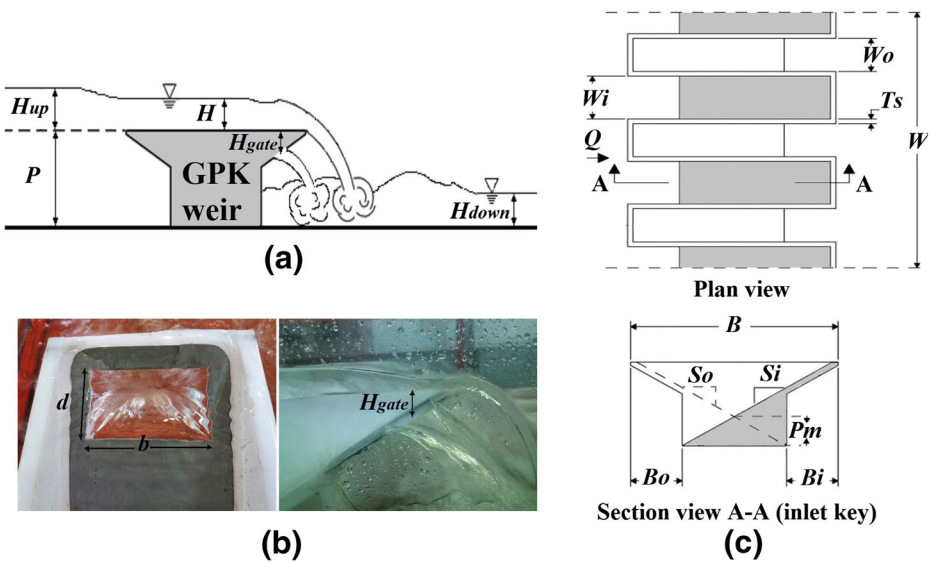 Hup
H
Hgate
P
GPK
weir
Hdown
(a)
d
b
Hgate
(b)
Wo
Wi
Ts
Q
W
A
A
Plan view
B
So
Si
Pm
Bo
Bi
Section view A-A (inlet key)
(c)